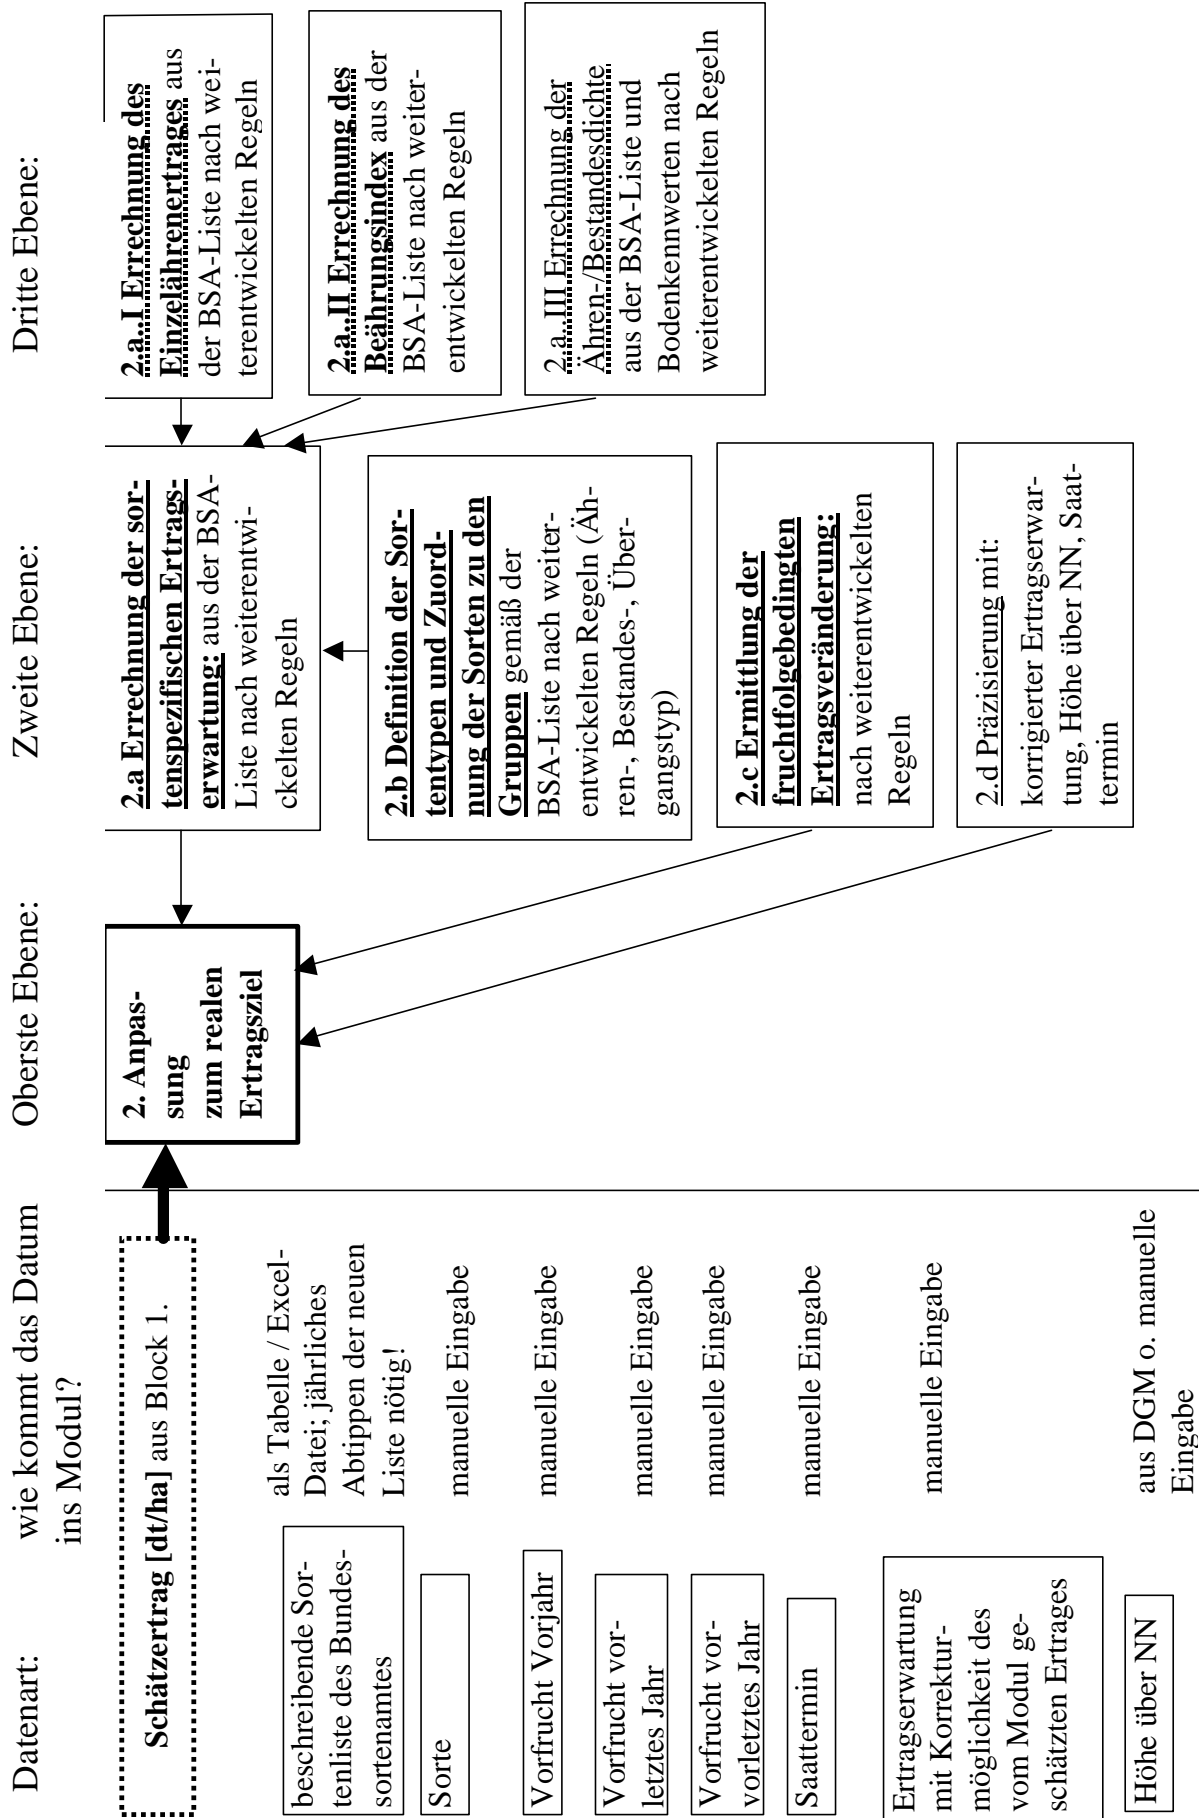 Datenart:
wie kommt das Datum
ins Modul?
Oberste Ebene:
Zweite Ebene:
Dritte Ebene:
Schätzertrag [dt/ha] aus Block 1.
beschreibende Sor-
tenliste des Bundes-
sortenamtes
als Tabelle / Excel-
Datei; jährliches
Abtippen der neuen
Liste nötig!
Sorte
manuelle Eingabe
Vorfrucht Vorjahr
manuelle Eingabe
Vorfrucht vor-
letztes Jahr
manuelle Eingabe
Vorfrucht vor-
vorletztes Jahr
manuelle Eingabe
Saattermin
manuelle Eingabe
Ertragserwartung
mit Korrektur-
möglichkeit des
vom Modul ge-
schätzten Ertrages
manuelle Eingabe
Höhe über NN
aus DGM o. manuelle
Eingabe
2. Anpas-
sung
zum realen
Ertragsziel
2.a Errechnung der sor-
tenspezifischen Ertrags-
erwartung: aus der BSA-
Liste nach weiterentwi-
ckelten Regeln
2.b Definition der Sor-
tentypen und Zuord-
nung der Sorten zu den
Gruppen gemäß der
BSA-Liste nach weiter-
entwickelten Regeln (Äh-
ren-, Bestandes-, Über-
gangstyp)
2.c Ermittlung der
fruchtfolgebedingten
Ertragsveränderung:
nach weiterentwickelten
Regeln
2.d Präzisierung mit:
korrigierter Ertragserwar-
tung, Höhe über NN, Saat-
termin
2.a..I Errechnung des
Einzelährenertrages aus
der BSA-Liste nach wei-
terentwickelten Regeln
2.a..II Errechnung des
Beährungsindex aus der
BSA-Liste nach weiter-
entwickelten Regeln
2.a..III Errechnung der
Ähren-/Bestandesdichte
aus der BSA-Liste und
Bodenkennwerten nach
weiterentwickelten Regeln